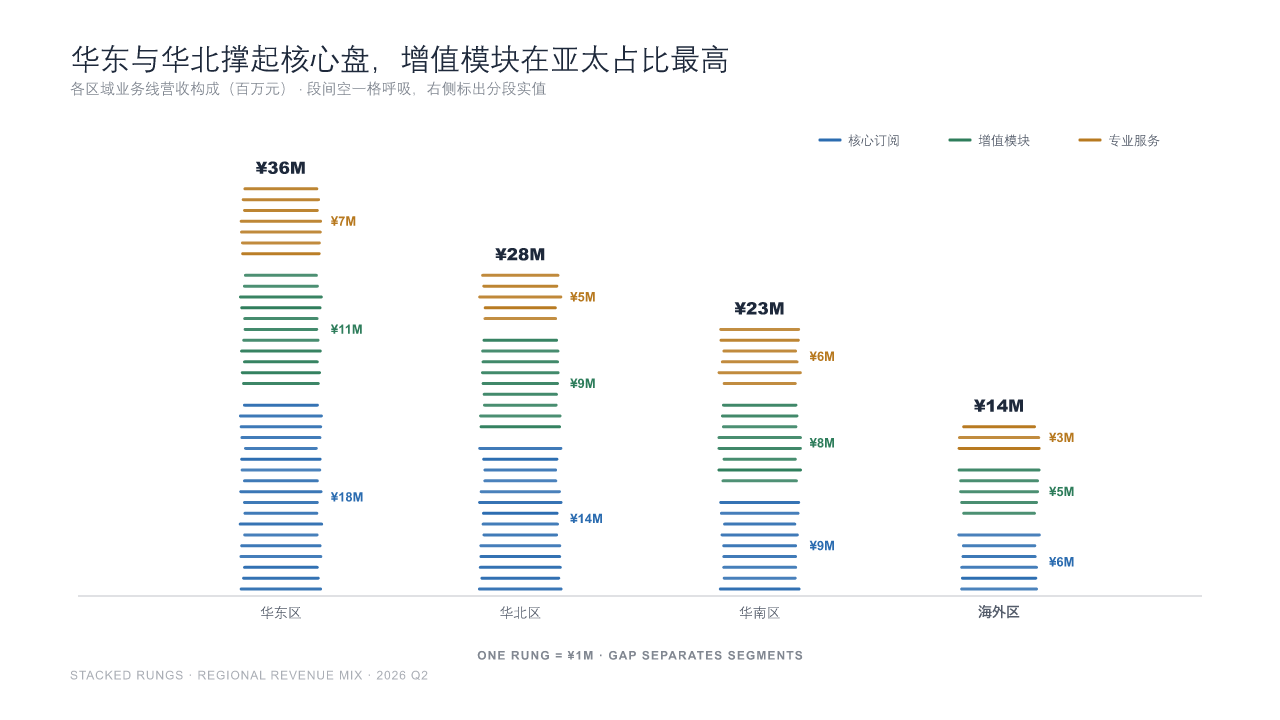 华东与华北撑起核心盘，增值模块在亚太占比最高
各区域业务线营收构成（百万元） · 段间空一格呼吸，右侧标出分段实值
核心订阅 增值模块 专业服务
¥36M
¥7M
¥11M
¥18M
¥28M
¥5M
¥9M
¥14M
¥23M
¥6M
¥8M
¥9M
¥14M
¥3M
¥5M
¥6M
华东区 华北区 华南区 海外区
ONE RUNG = ¥1M · GAP SEPARATES SEGMENTS
STACKED RUNGS · REGIONAL REVENUE MIX · 2026 Q2